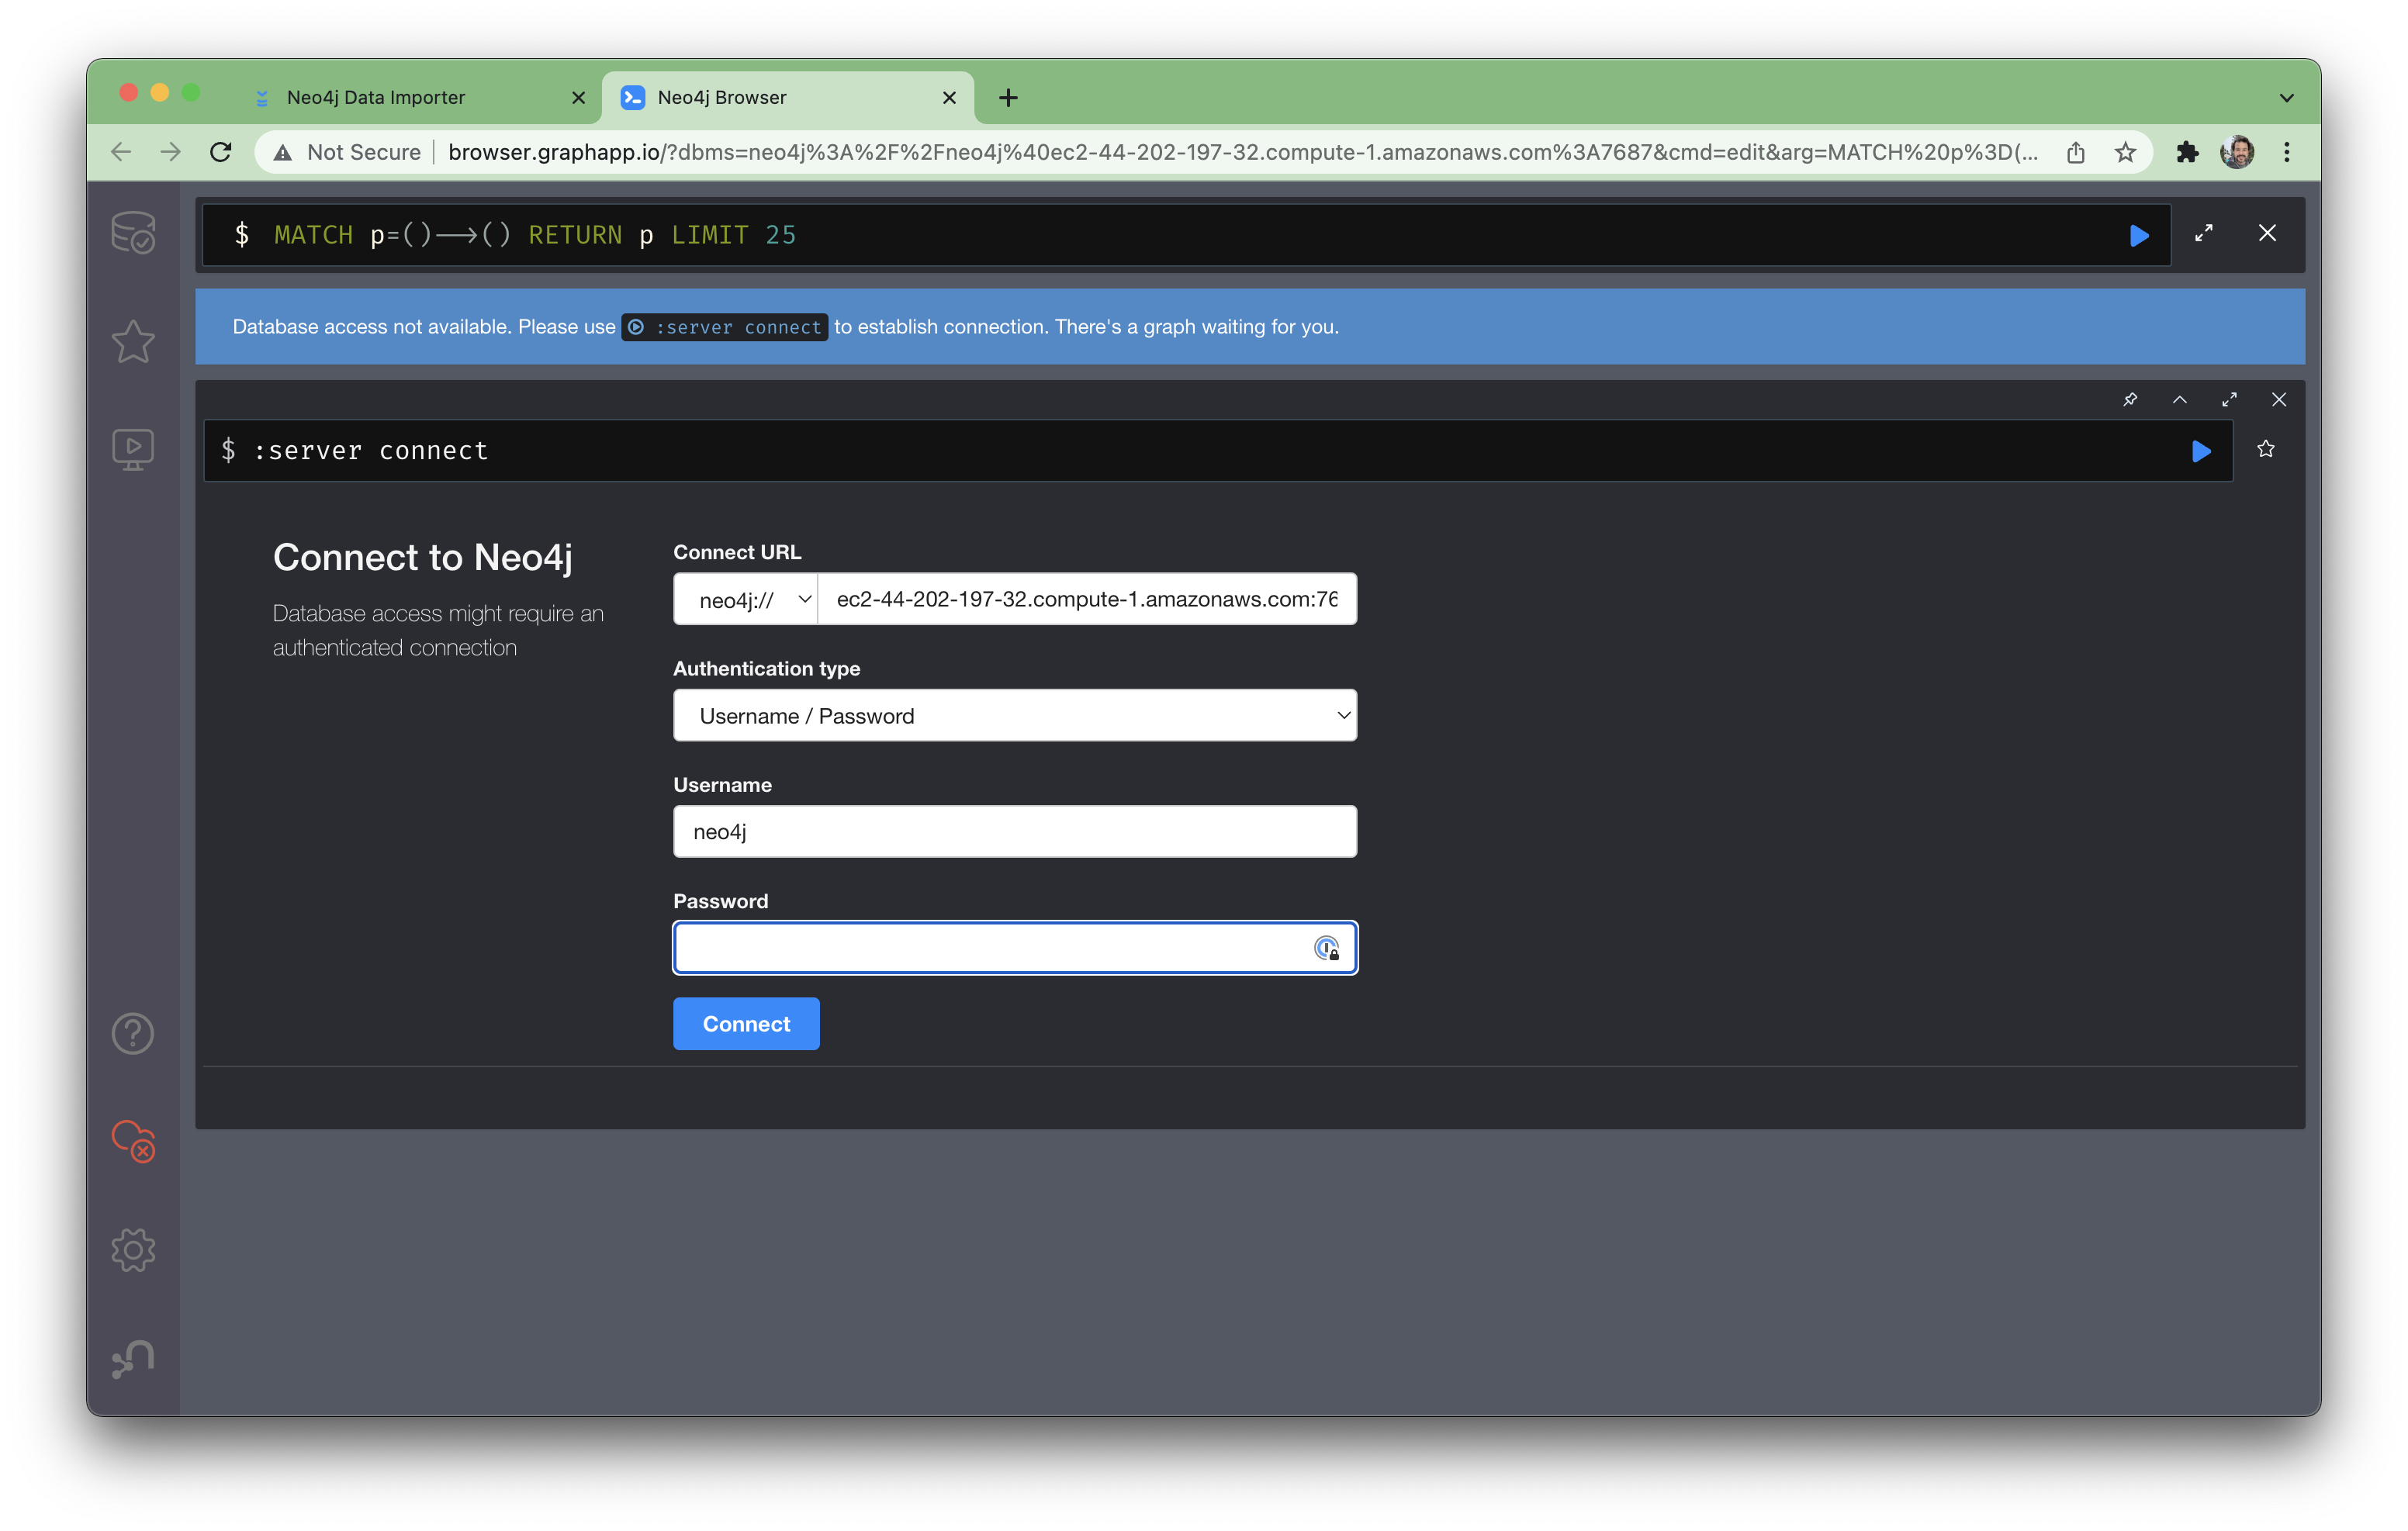 Neo4j Data Importer
Neo4j Browser
Not Secure
browser.graphapp.io/?dbms=neo4j%3A%2F%2Fneo4j%40ec2-44-202-197-32.compute-1.amazonaws.com%3A7687&cmd=edit&arg=MATCH%20p%3D(...
$ MATCH p=()⟶() RETURN p LIMIT 25
Database access not available. Please use :server connect to establish connection. There's a graph waiting for you.
$ :server connect
Connect to Neo4j
Database access might require an
authenticated connection
Connect URL
neo4j://
ec2-44-202-197-32.compute-1.amazonaws.com:76
Authentication type
Username / Password
Username
neo4j
Password
Connect